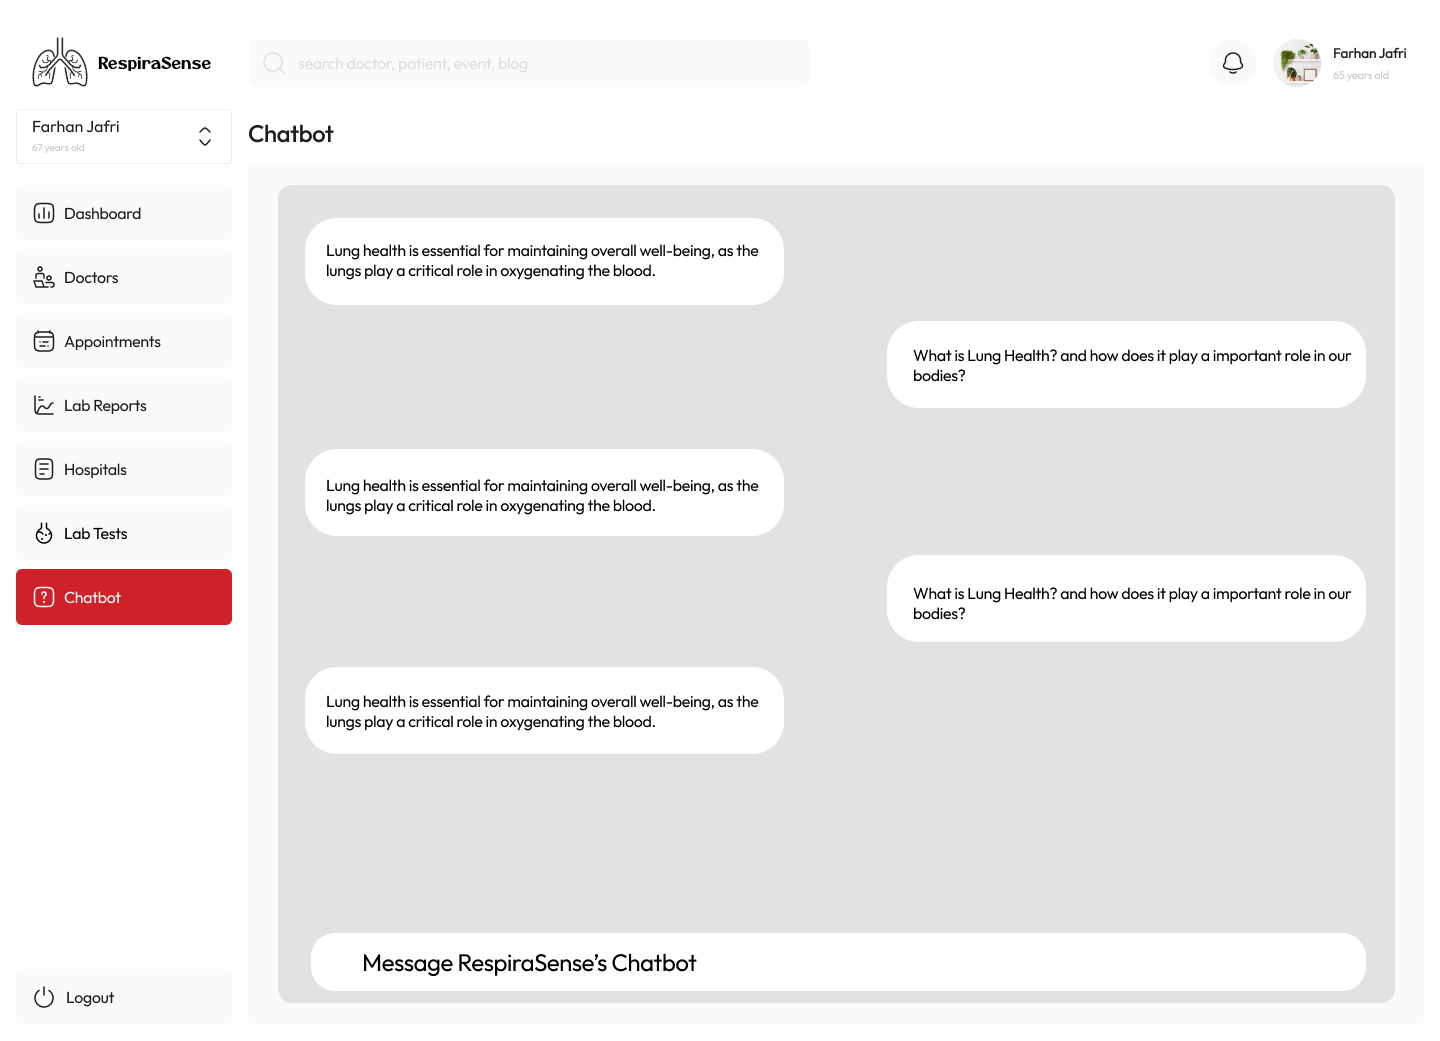 RespiraSense
search doctor, patient, event, blog
Farhan Jafri
65 years old
Farhan Jafri
67 years old
Chatbot
Dashboard
Doctors
Appointments
Lab Reports
Hospitals
Lab Tests
Chatbot
Logout
Lung health is essential for maintaining overall well-being, as the
lungs play a critical role in oxygenating the blood.
What is Lung Health? and how does it play a important role in our
bodies?
Lung health is essential for maintaining overall well-being, as the
lungs play a critical role in oxygenating the blood.
What is Lung Health? and how does it play a important role in our
bodies?
Lung health is essential for maintaining overall well-being, as the
lungs play a critical role in oxygenating the blood.
Message RespiraSense’s Chatbot